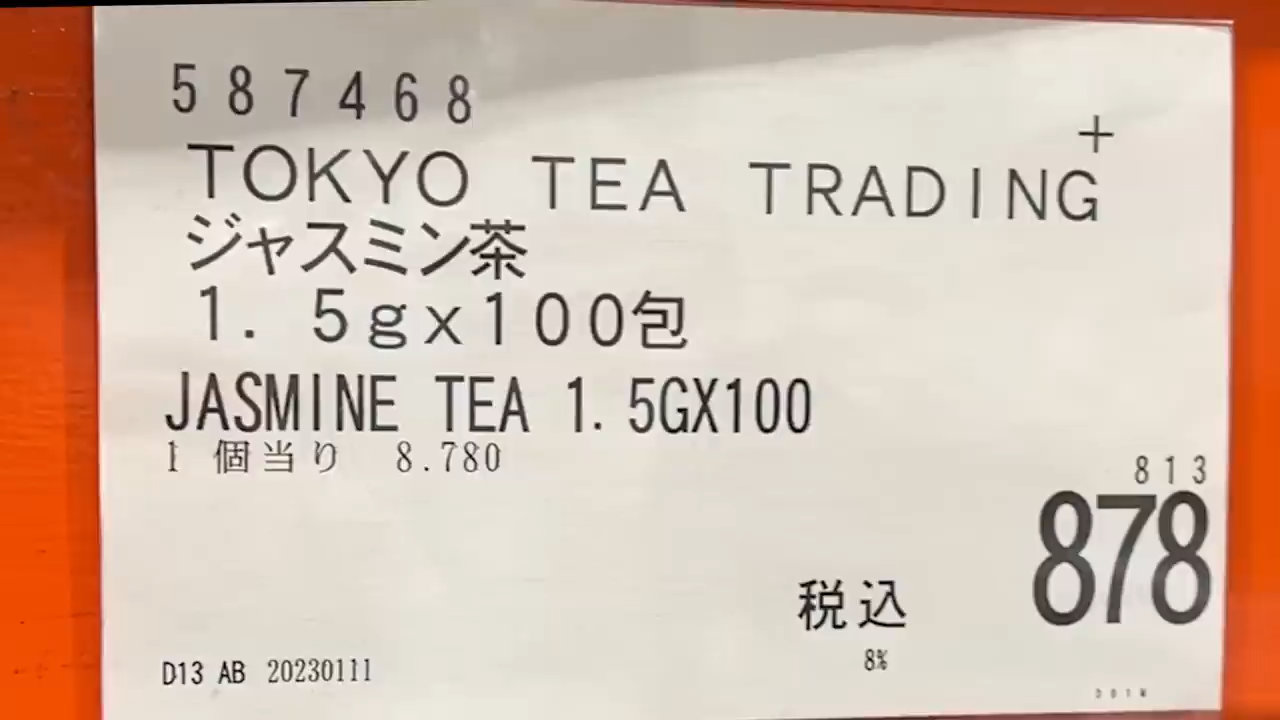 587468
+
TOKYO TEA TRADING
ジャスミン茶
1.5gx100包
JASMINE TEA 1.5GX100
1個当り 8.780
813
878
税込
8%
D13 AB 20230111